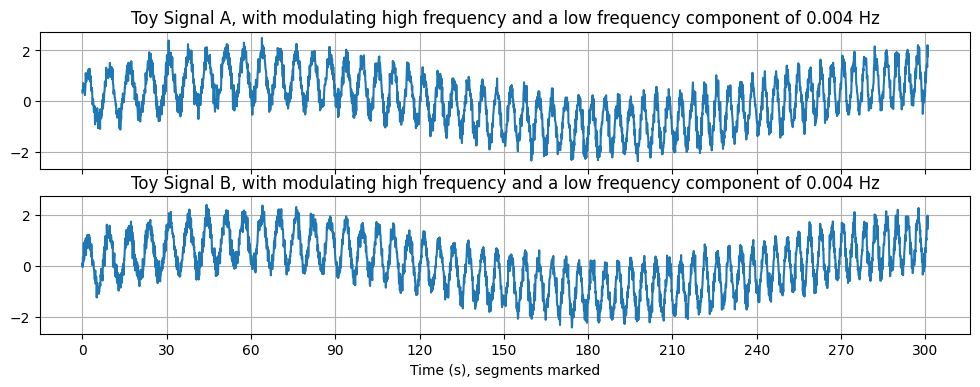 Toy Signal A, with modulating high frequency and a low frequency component of 0.004 Hz
2
0
−2
Toy Signal B, with modulating high frequency and a low frequency component of 0.004 Hz
2
0
−2
0 30 60 90 120 150 180 210 240 270 300
Time (s), segments marked